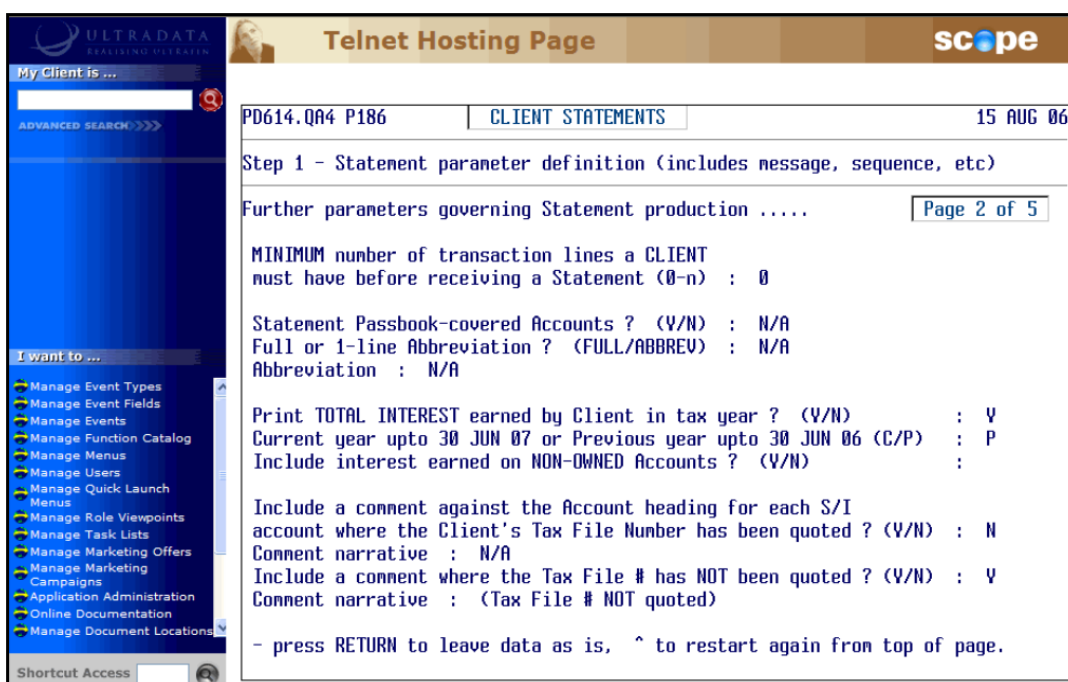 ULTRADATA
Telnet Hosting Page
scope
My Client is ...
ADVANCED SEARCH
PD614.QA4 P186 CLIENT STATEMENTS 15 AUG 06
Step 1 - Statement parameter definition (includes message, sequence, etc)
Further parameters governing Statement production ..... Page 2 of 5
MINIMUM number of transaction lines a CLIENT
must have before receiving a Statement (0-n) : 0
Statement Passbook-covered Accounts ? (Y/N) : N/A
Full or 1-line Abbreviation ? (FULL/ABBREV) : N/A
Abbreviation : N/A
Print TOTAL INTEREST earned by Client in tax year ? (Y/N) : Y
Current year upto 30 JUN 07 or Previous year upto 30 JUN 06 (C/P) : P
Include interest earned on NON-OWNED Accounts ? (Y/N) :
Include a comment against the Account heading for each S/I
account where the Client's Tax File Number has been quoted ? (Y/N) : N
Comment narrative : N/A
Include a comment where the Tax File # has NOT been quoted ? (Y/N) : Y
Comment narrative : (Tax File # NOT quoted)
- press RETURN to leave data as is, ^ to restart again from top of page.
I want to ...
Manage Event Types
Manage Event Fields
Manage Events
Manage Function Catalog
Manage Menus
Manage Users
Manage Quick Launch
Menus
Manage Role Viewpoints
Manage Task Lists
Manage Marketing Offers
Manage Marketing
Campaigns
Application Administration
Online Documentation
Manage Document Locations
Shortcut Access